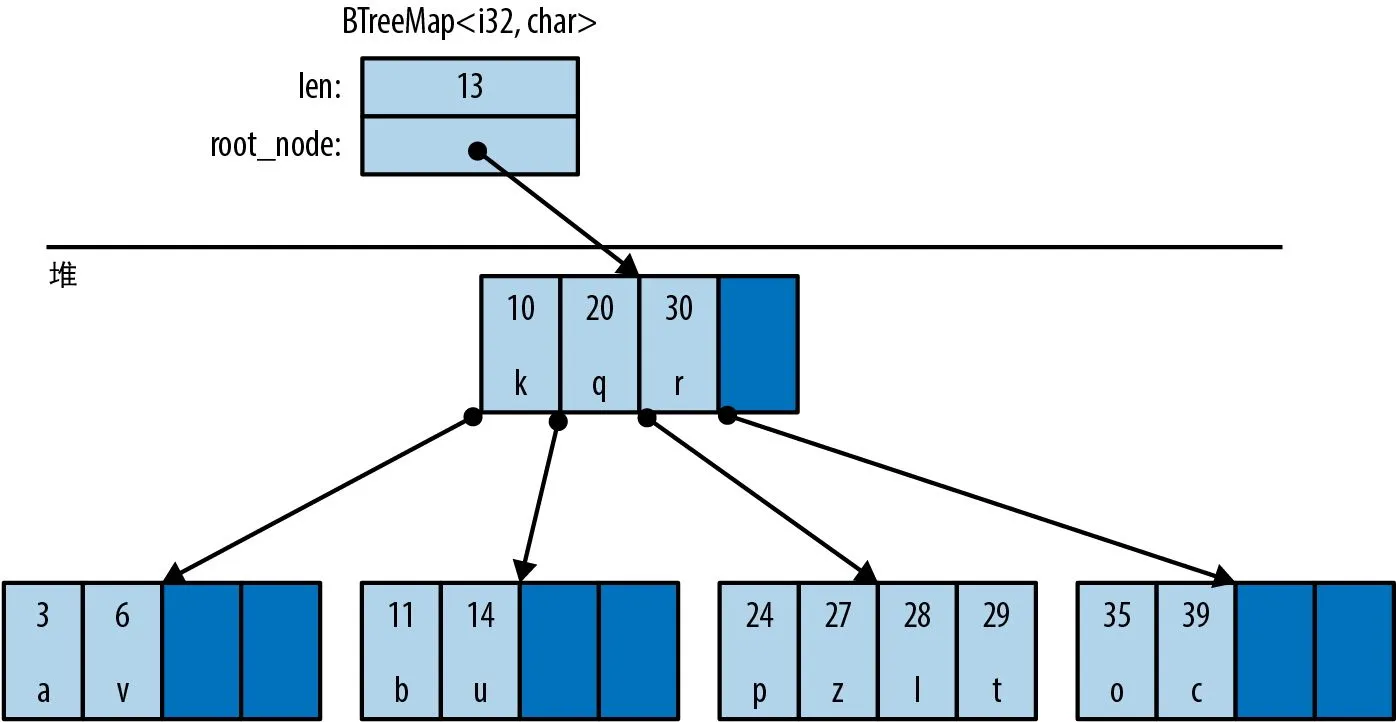 BTreeMap<i32, char>
len: 13
root_node:
堆
10 20 30
k q r
3 6 11 14 24 27 28 29 35 39
a v b u p z l t o c